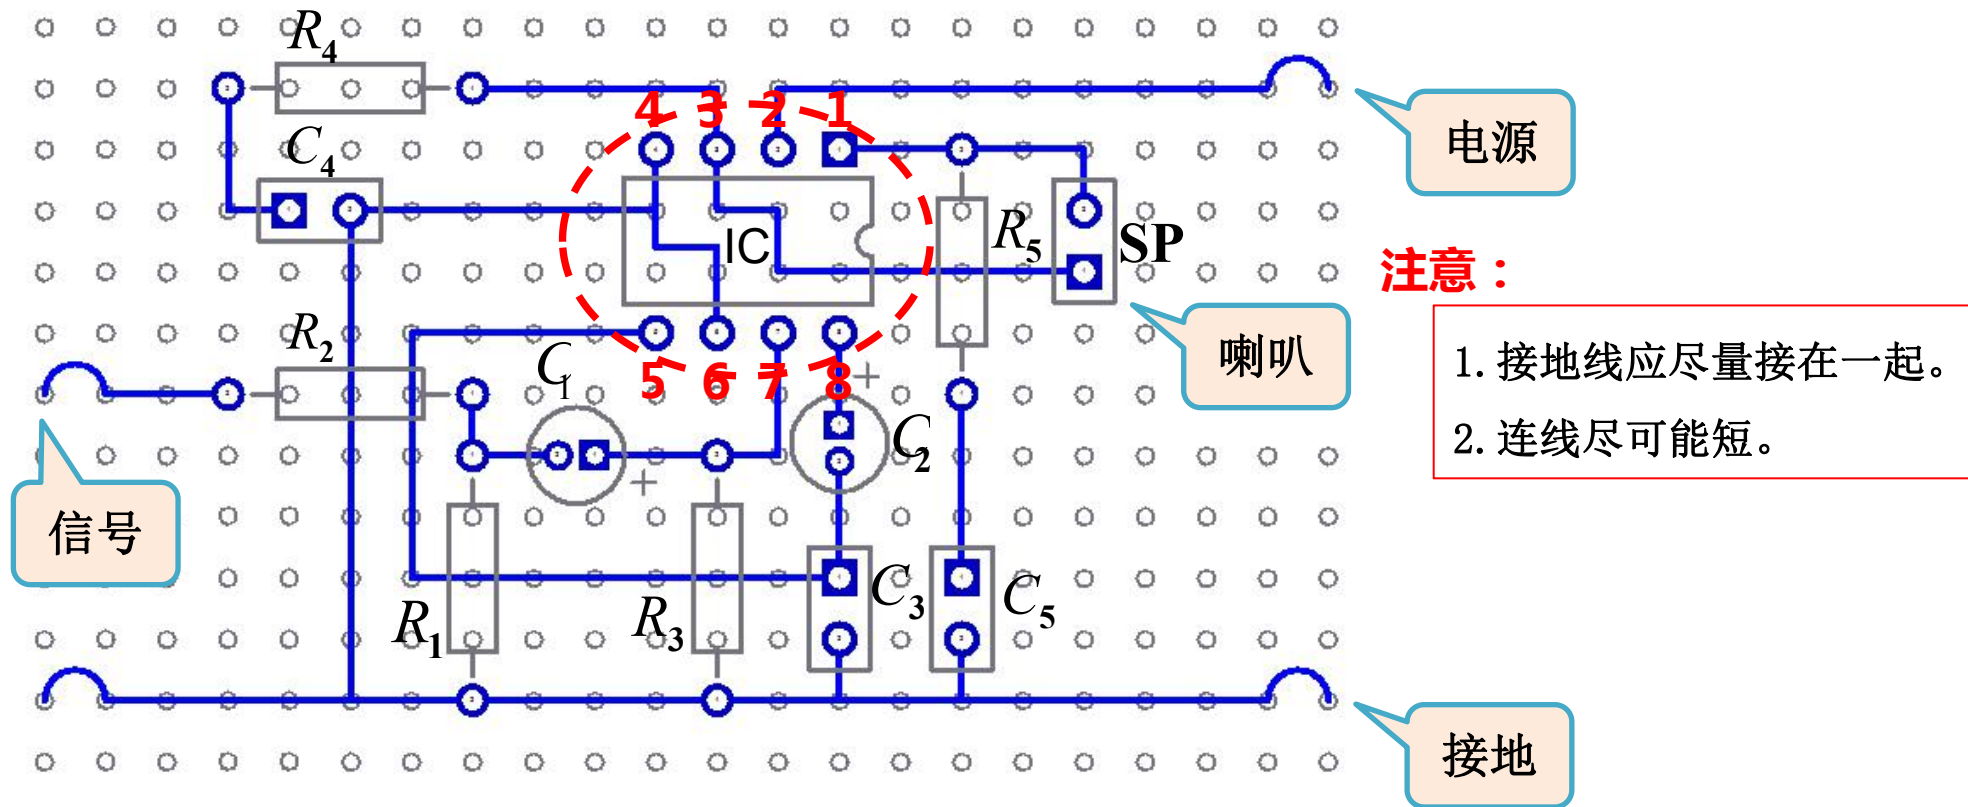 R4
4 3 2 1
电源
C4
IC
R5
SP
注意：
R2
C1
喇叭
1.接地线应尽量接在一起。
5 6 7 8
+
C2
2.连线尽可能短。
+
信号
R1
R3
C3
C5
接地